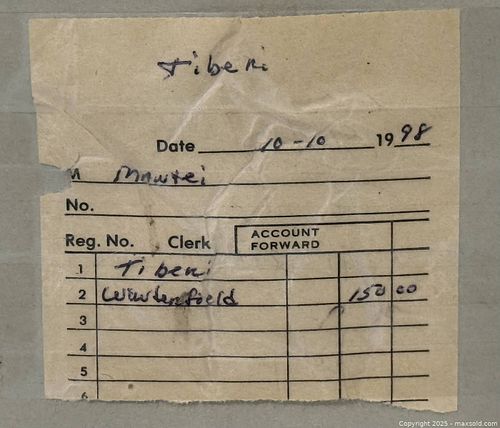 Tiberi
Date 10-10 1998
M Mawtei
No.
Reg. No. Clerk ACCOUNT FORWARD
1 Tiberi
2 Winterfield 150 00
3
4
5
6
Copyright © 2025 - maxsold.com